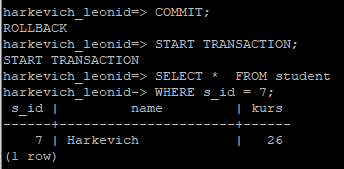 harkevich_leonid=> COMMIT;
ROLLBACK
harkevich_leonid=> START TRANSACTION;
START TRANSACTION
harkevich_leonid=> SELECT *  FROM student
harkevich_leonid-> WHERE s_id = 7;
 s_id |         name         | kurs
------+----------------------+------
    7 | Harkevich            |   26
(1 row)